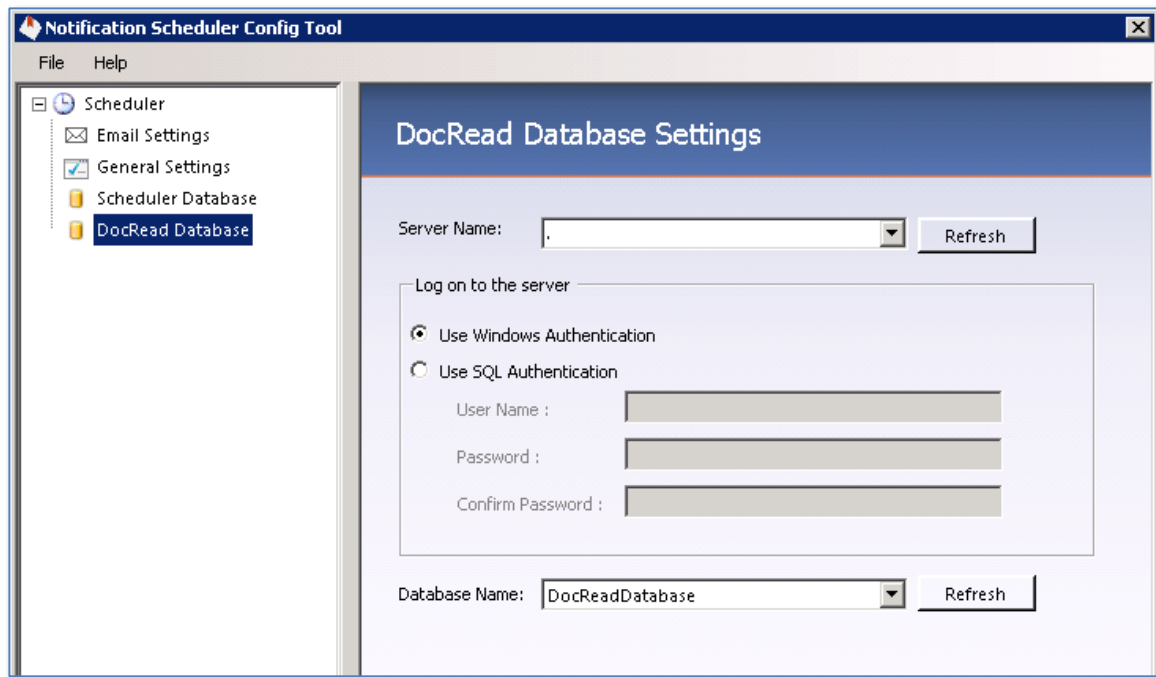 Notification Scheduler Config Tool
File Help
Scheduler
Email Settings
General Settings
Scheduler Database
DocRead Database
DocRead Database Settings
Server Name: . Refresh
Log on to the server
Use Windows Authentication
Use SQL Authentication
User Name :
Password :
Confirm Password :
Database Name: DocReadDatabase Refresh